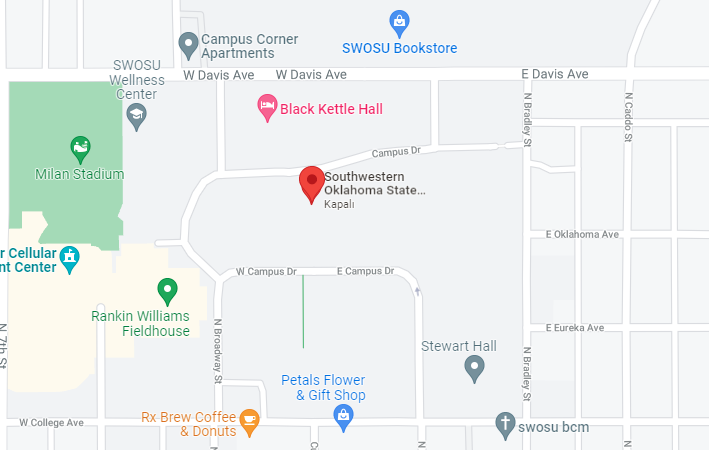 Campus Corner
Apartments
SWOSU Bookstore
SWOSU
Wellness
Center
W Davis Ave
W Davis Ave
E Davis Ave
N Bradley St
N Caddo St
Black Kettle Hall
Milan Stadium
Campus Dr
Southwestern
Oklahoma State...
Kapalı
E Oklahoma Ave
r Cellular
nt Center
W Campus Dr
E Campus Dr
Rankin Williams
Fieldhouse
N 7th St
N Broadway St
E Eureka Ave
Stewart Hall
N Bradley St
Petals Flower
& Gift Shop
Rx Brew Coffee
& Donuts
W College Ave
swosu bcm